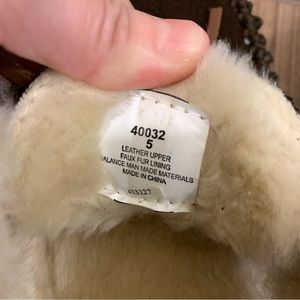 40032
5
LEATHER UPPER
FAUX FUR LINING
BALANCE MAN MADE MATERIALS
MADE IN CHINA